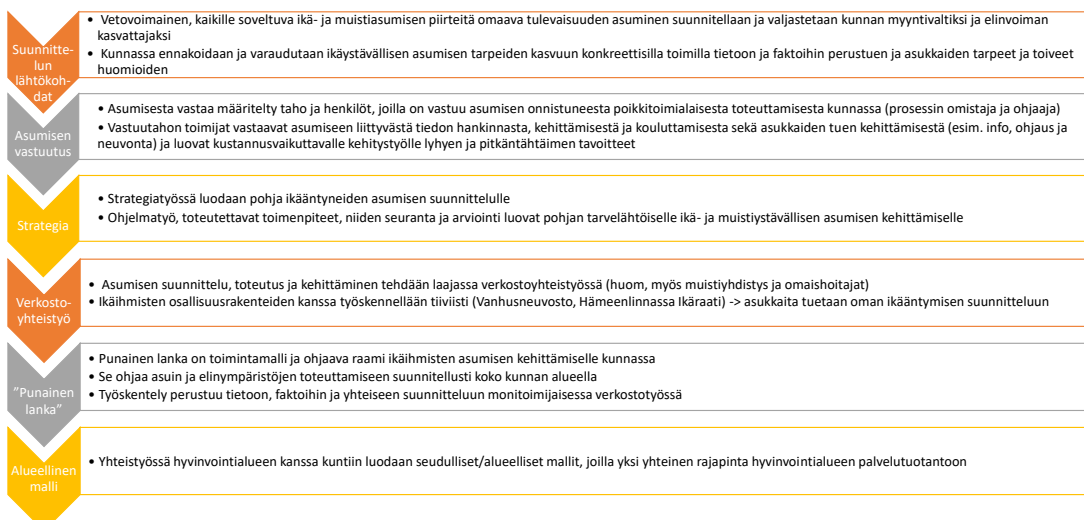 Suunnitte-
lun
lähtökoh-
dat
• Vetovoimainen, kaikille soveltuva ikä- ja muistiasumisen piirteitä omaava tulevaisuuden asuminen suunnitellaan ja valjastetaan kunnan myyntivaltiksi ja elinvoiman
kasvattajaksi
• Kunnassa ennakoidaan ja varaudutaan ikäystävällisen asumisen tarpeiden kasvuun konkreettisilla toimilla tietoon ja faktoihin perustuen ja asukkaiden tarpeet ja toiveet
huomioiden
Asumisen
vastuutus
• Asumisesta vastaa määritelty taho ja henkilöt, joilla on vastuu asumisen onnistuneesta poikkitoimialaisesta toteuttamisesta kunnassa (prosessin omistaja ja ohjaaja)
• Vastuutahon toimijat vastaavat asumiseen liittyvästä tiedon hankinnasta, kehittämisestä ja kouluttamisesta sekä asukkaiden tuen kehittämisestä (esim. info, ohjaus ja
neuvonta) ja luovat kustannusvaikuttavalle kehitystyölle lyhyen ja pitkäntähtäimen tavoitteet
Strategia
• Strategiatyössä luodaan pohja ikääntyneiden asumisen suunnittelulle
• Ohjelmatyö, toteutettavat toimenpiteet, niiden seuranta ja arviointi luovat pohjan tarvelähtöiselle ikä- ja muistiystävällisen asumisen kehittämiselle
Verkosto-
yhteistyö
• Asumisen suunnittelu, toteutus ja kehittäminen tehdään laajassa verkostoyhteistyössä (huom, myös muistiyhdistys ja omaishoitajat)
• Ikäihmisten osallisuusrakenteiden kanssa työskennellään tiiviisti (Vanhusneuvosto, Hämeenlinnassa Ikäraati) -> asukkaita tuetaan oman ikääntymisen suunnitteluun
”Punainen
lanka”
• Punainen lanka on toimintamalli ja ohjaava raami ikäihmisten asumisen kehittämiselle kunnassa
• Se ohjaa asuin ja elinympäristöjen toteuttamiseen suunnitellusti koko kunnan alueella
• Työskentely perustuu tietoon, faktoihin ja yhteiseen suunnitteluun monitoimijaisessa verkostotyössä
Alueellinen
malli
• Yhteistyössä hyvinvointialueen kanssa kuntiin luodaan seudulliset/alueelliset mallit, joilla yksi yhteinen rajapinta hyvinvointialueen palvelutuotantoon